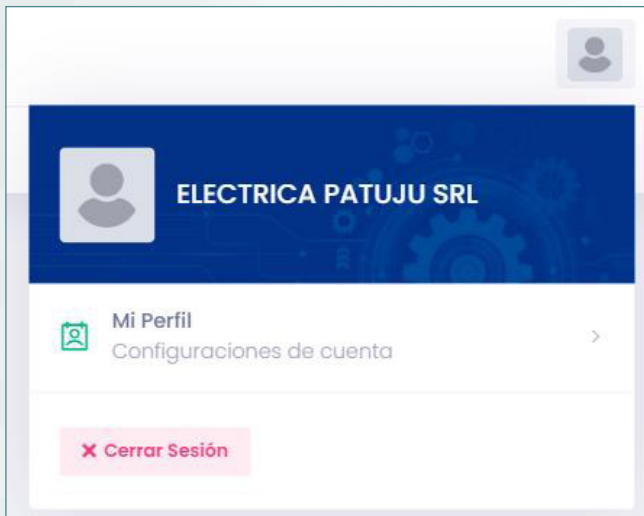 ELECTRICA PATUJU SRL
Mi Perfil
Configuraciones de cuenta
Cerrar Sesión